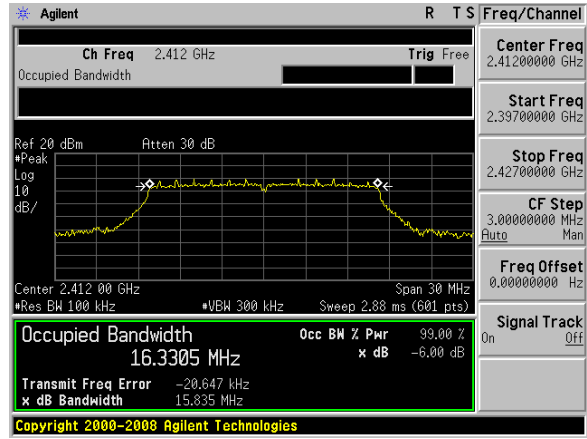 Agilent R T S Freq/Channel
Ch Freq 2.412 GHz Trig Free
Occupied Bandwidth
Center Freq
2.41200000 GHz
Start Freq
2.39700000 GHz
Stop Freq
2.42700000 GHz
CF Step
3.00000000 MHz
Auto Man
Freq Offset
0.00000000 Hz
Signal Track
On Off
Ref 20 dBm Atten 30 dB
#Peak
Log
10
dB/
Center 2.412 00 GHz Span 30 MHz
#Res BW 100 kHz #VBW 300 kHz Sweep 2.88 ms (601 pts)
Occupied Bandwidth Occ BW % Pwr 99.00 %
16.3305 MHz x dB -6.00 dB
Transmit Freq Error -20.647 kHz
x dB Bandwidth 15.835 MHz
Copyright 2000-2008 Agilent Technologies